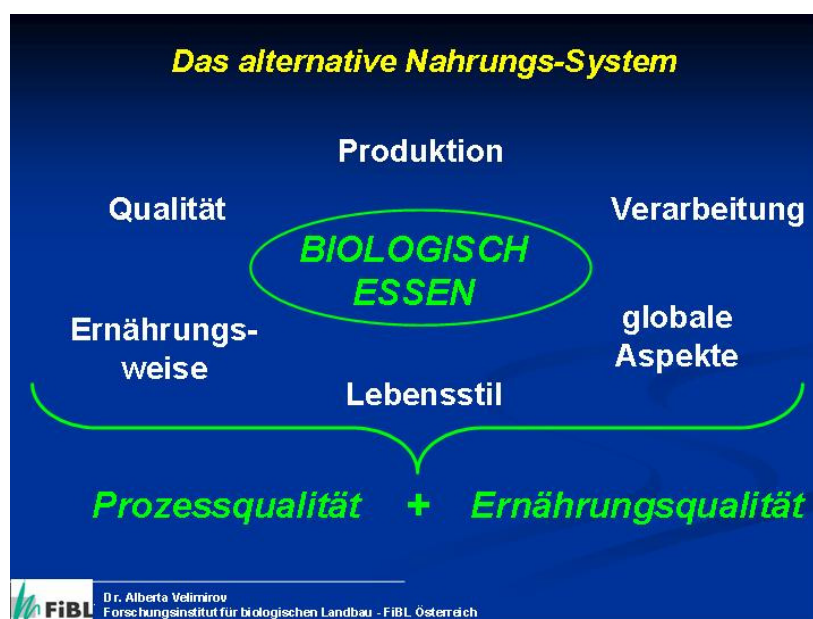 Das alternative Nahrungs-System
Produktion
Qualität
Verarbeitung
BIOLOGISCH
ESSEN
Ernährungs-
weise
globale
Aspekte
Lebensstil
Prozessqualität + Ernährungsqualität
FiBL
Dr. Alberta Velimirov
Forschungsinstitut für biologischen Landbau - FiBL Österreich